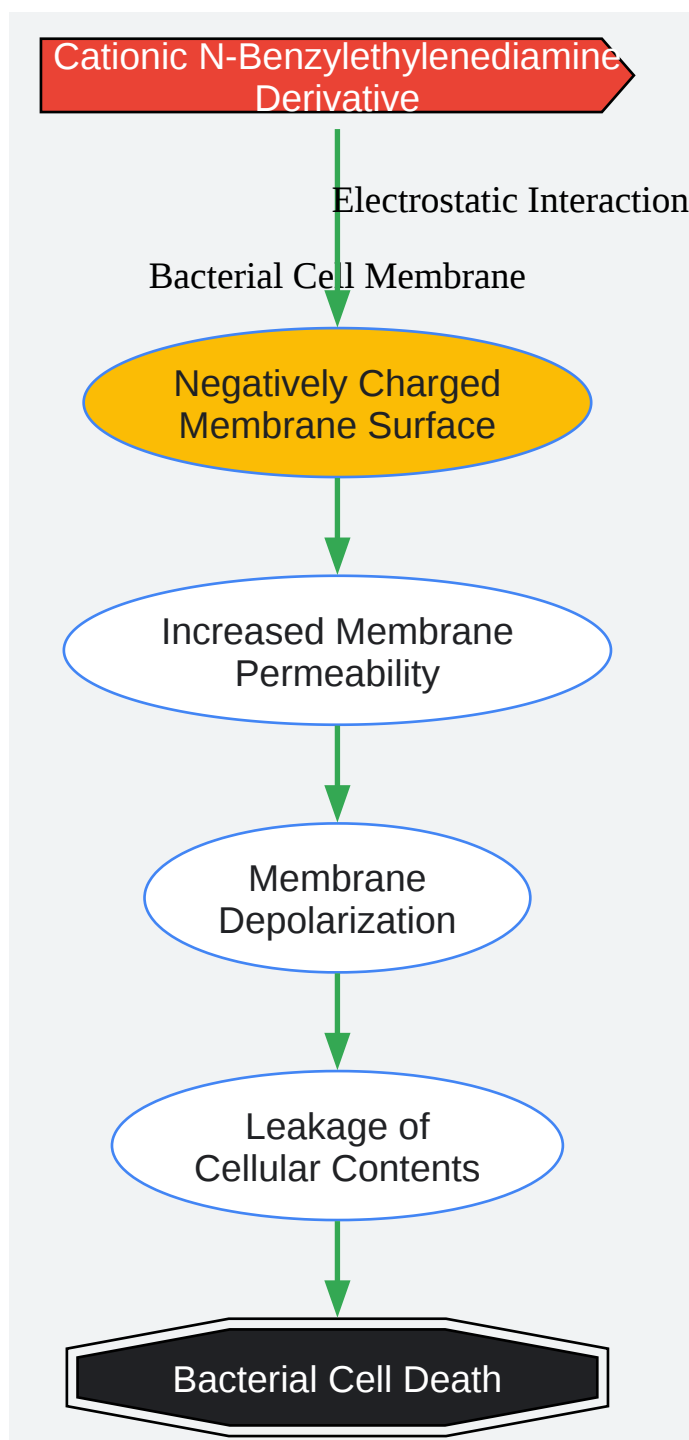 Cationic N-Benzylethylenediamine
Derivative
Electrostatic Interaction
Bacterial Cell Membrane
Negatively Charged
Membrane Surface
Increased Membrane
Permeability
Membrane
Depolarization
Leakage of
Cellular Contents
Bacterial Cell Death